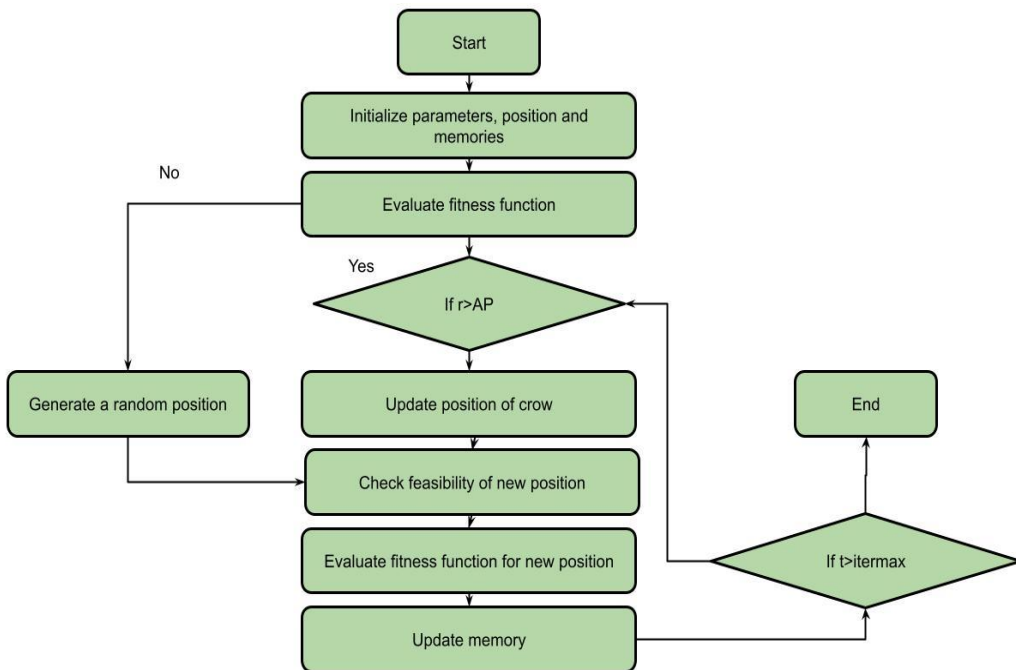 Start
Initialize parameters, position and
memories
No
Evaluate fitness function
Yes
If r>AP
Generate a random position
Update position of crow
End
Check feasibility of new position
Evaluate fitness function for new position
If t>itermax
Update memory